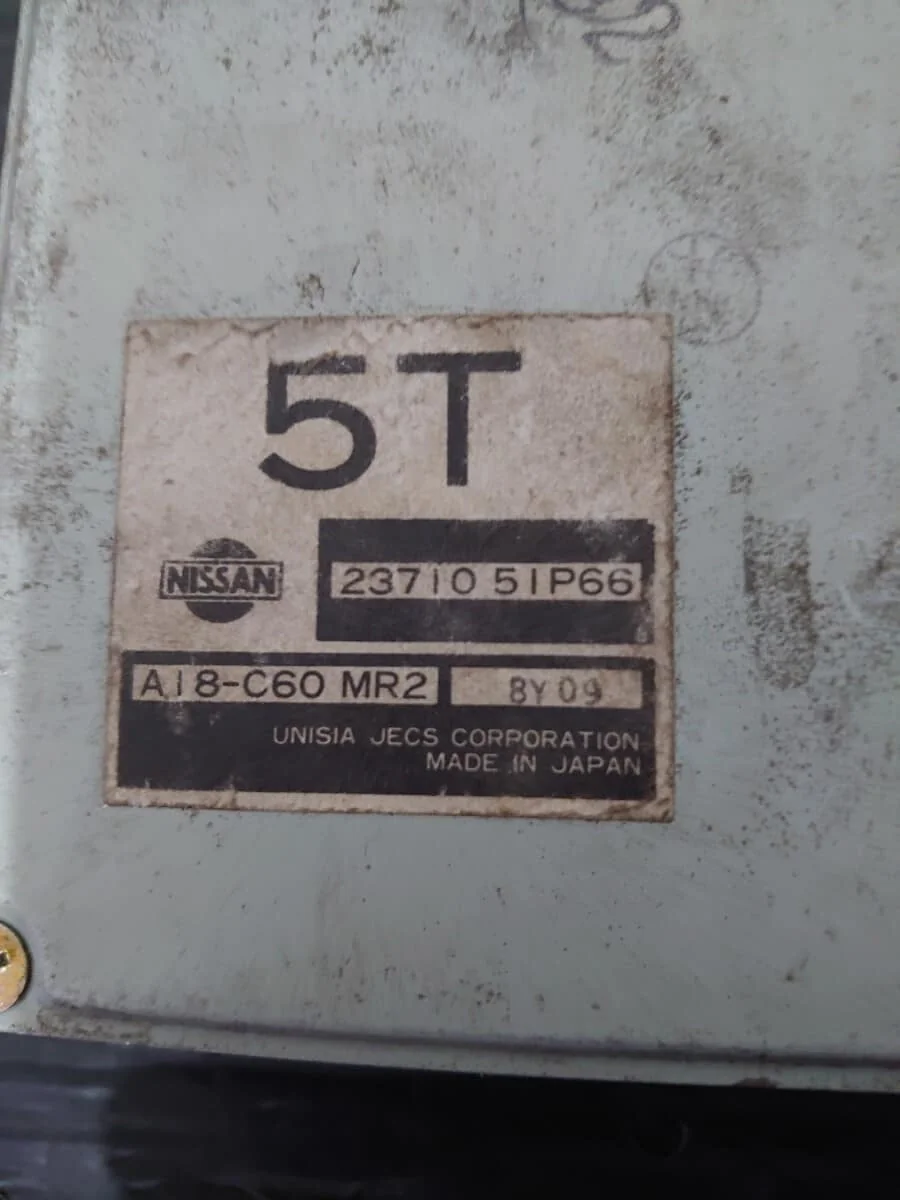 5T
NISSAN
23710 51P66
A18-C60 MR2
8Y09
UNISIA JECS CORPORATION
MADE IN JAPAN